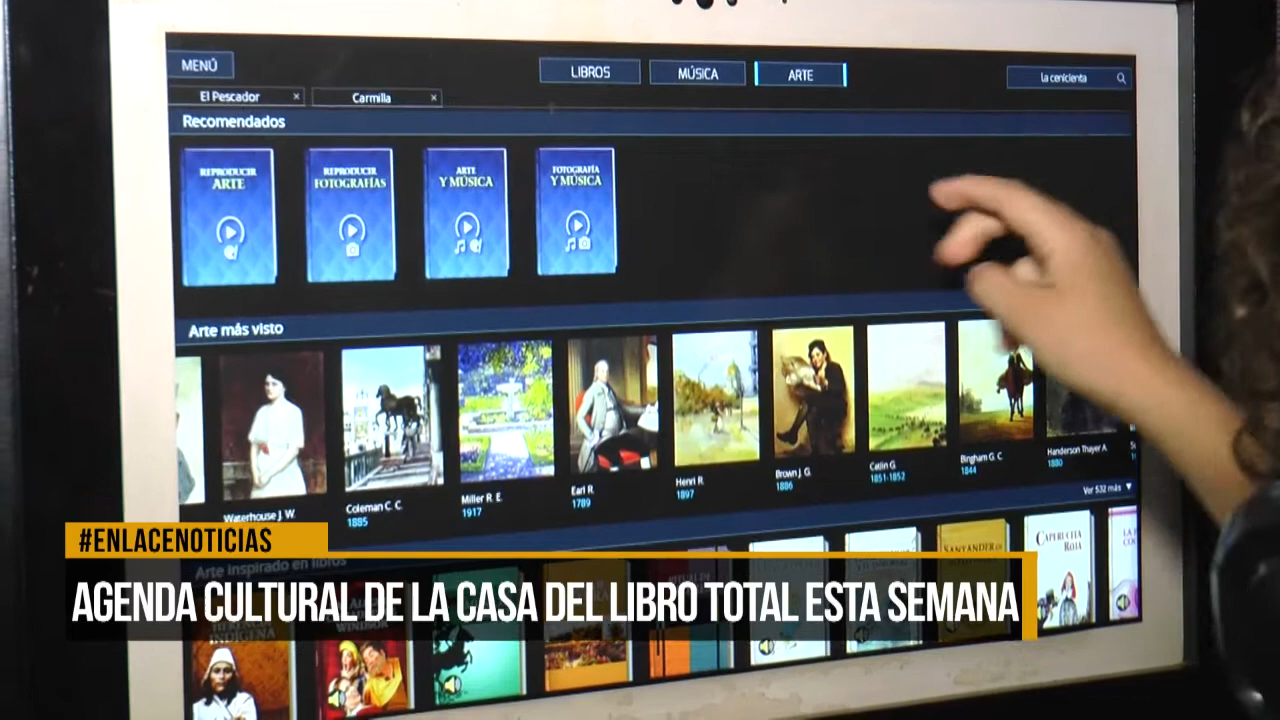 MENÚ
LIBROS
MÚSICA
ARTE
la cenicienta
El Pescador ×
Carmilla ×
Recomendados
REPRODUCIR
ARTE
REPRODUCIR
FOTOGRAFÍAS
ARTE
Y MÚSICA
FOTOGRAFÍA
Y MÚSICA
Arte más visto
Waterhouse J. W.
Coleman C. C.
1885
Miller R. E.
1917
Earl R.
1789
Henri R.
1897
Brown J. G.
1886
Catlin G.
1851-1852
Bingham G. C.
1844
Handerson Thayer A.
1880
Ver 532 más
#ENLACENOTICIAS
Arte inspirado en libros
AGENDA CULTURAL DE LA CASA DEL LIBRO TOTAL ESTA SEMANA
SANTANDER
CAPERUCITA
ROJA
WINDSOR
INDÍGENA